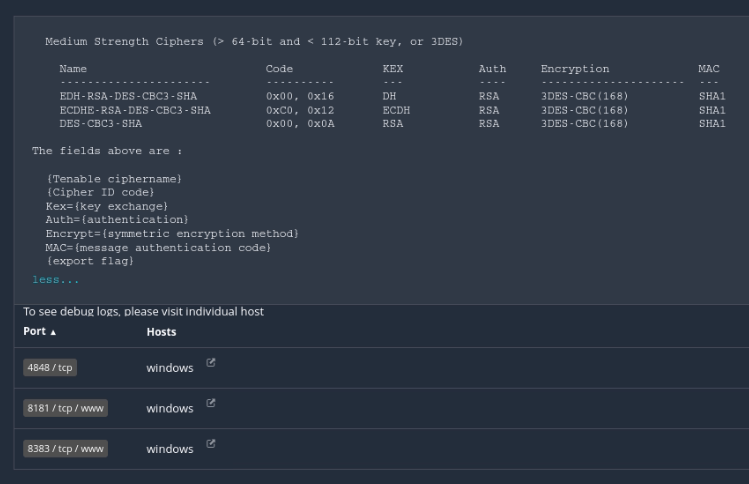 Medium Strength Ciphers (> 64-bit and < 112-bit key, or 3DES)
Name Code KEX Auth Encryption MAC
---------------------- ---------- --- ---- --------------------- ---
EDH-RSA-DES-CBC3-SHA 0x00, 0x16 DH RSA 3DES-CBC(168) SHA1
ECDHE-RSA-DES-CBC3-SHA 0xC0, 0x12 ECDH RSA 3DES-CBC(168) SHA1
DES-CBC3-SHA 0x00, 0x0A RSA RSA 3DES-CBC(168) SHA1
The fields above are :
{Tenable ciphername}
{Cipher ID code}
Kex={key exchange}
Auth={authentication}
Encrypt={symmetric encryption method}
MAC={message authentication code}
{export flag}
less...
To see debug logs, please visit individual host
Port ▲ Hosts
4848 / tcp windows
8181 / tcp / www windows
8383 / tcp / www windows